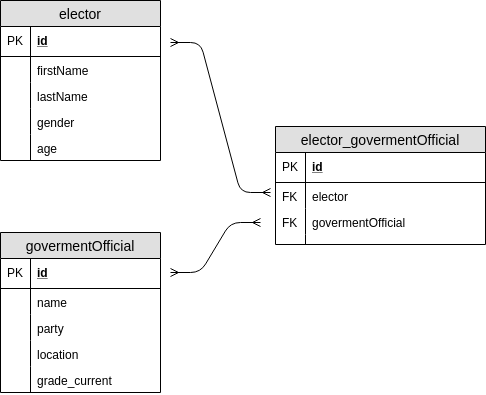 elector
PK id
firstName
lastName
gender
age
elector_govermentOfficial
PK id
FK elector
FK govermentOfficial
govermentOfficial
PK id
name
party
location
grade_current